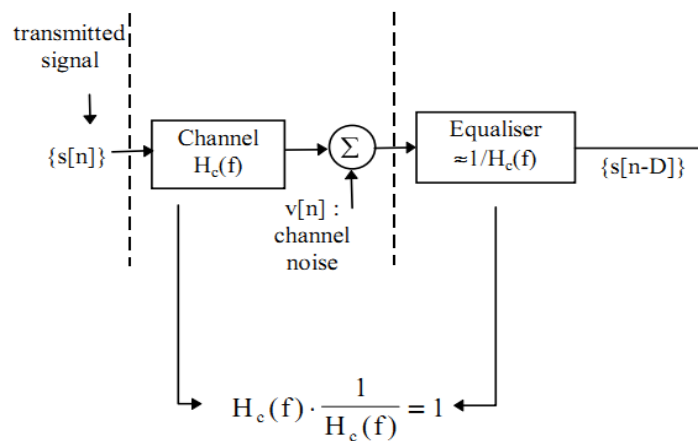 transmitted
signal
{s[n]}
Channel
H_c(f)
Σ
v[n] :
channel
noise
Equaliser
≈1/H_c(f)
{s[n-D]}
H_c(f) · 1/H_c(f) = 1